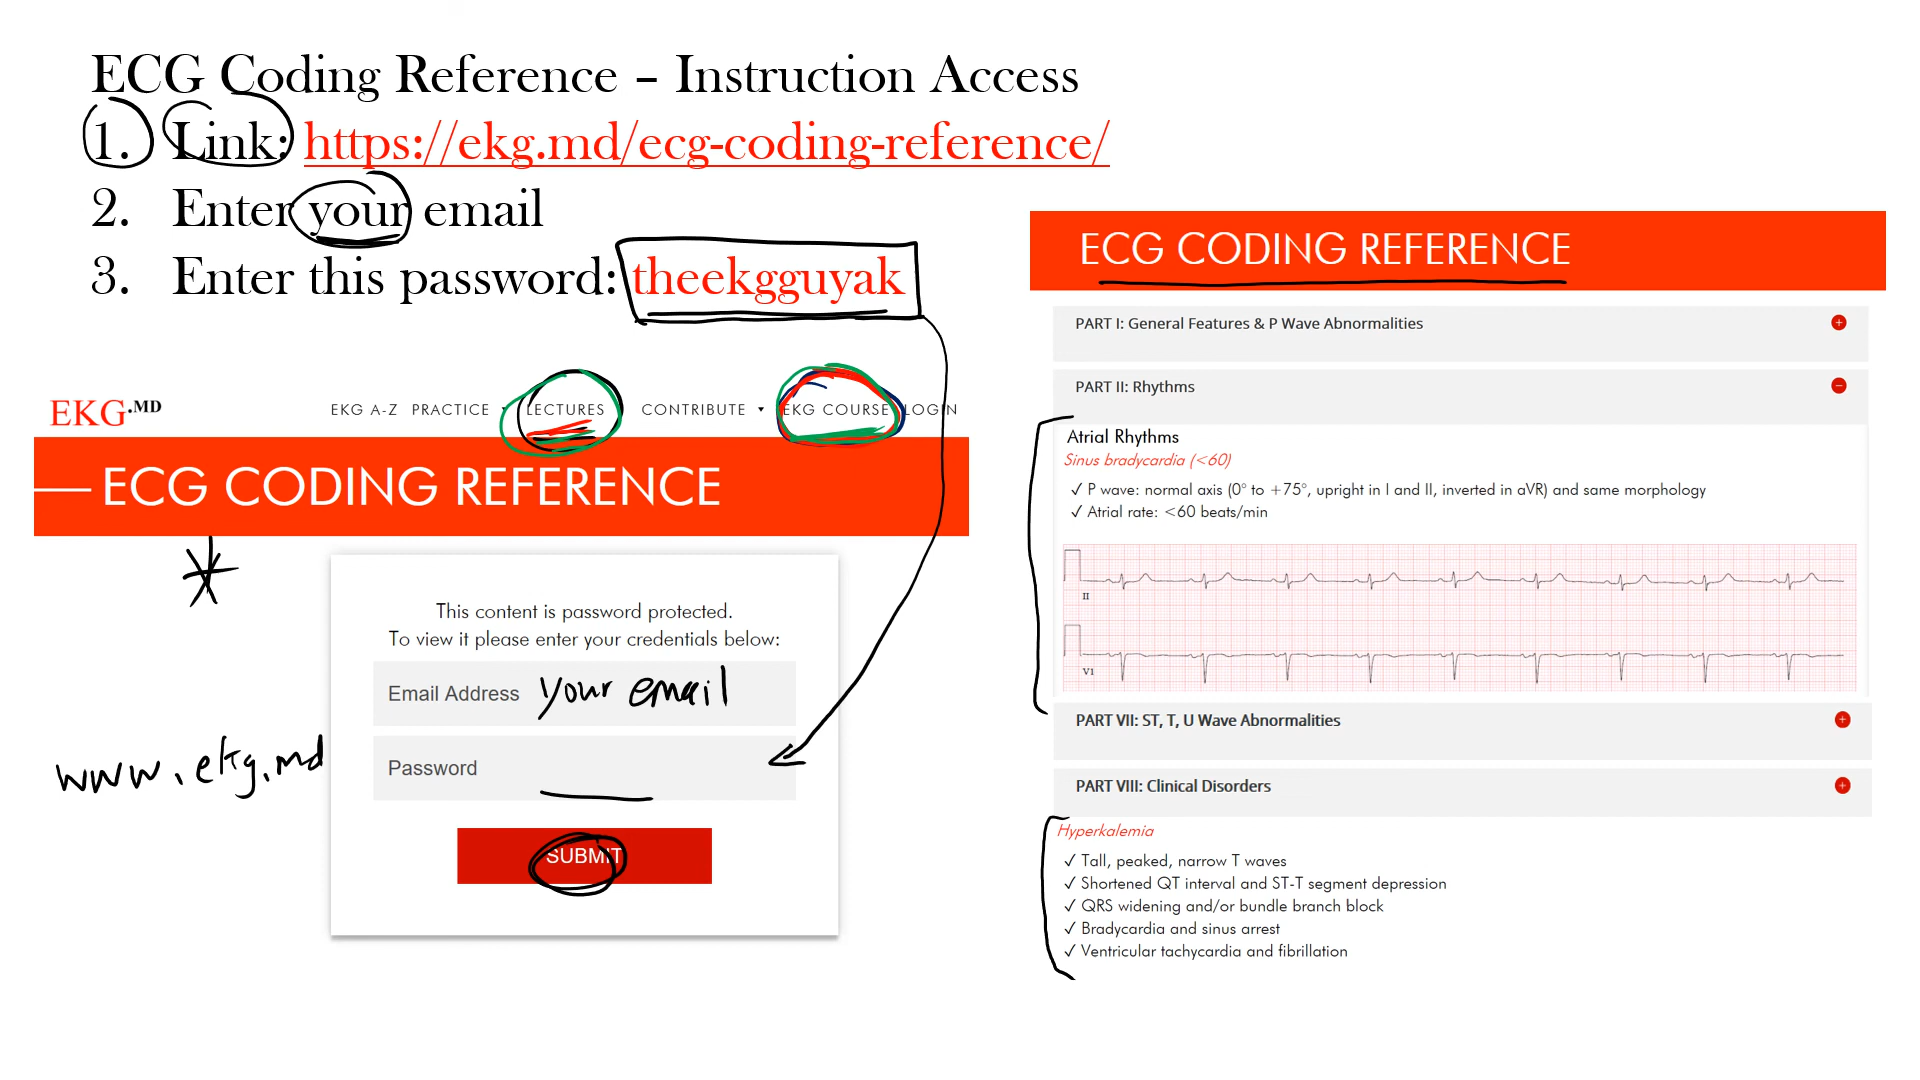 ECG Coding Reference – Instruction Access
1. Link: https://ekg.md/ecg-coding-reference/
2. Enter your email
3. Enter this password: theekgguyak
EKG.MD
EKG A-Z PRACTICE LECTURES CONTRIBUTE EKG COURSE LOGIN
ECG CODING REFERENCE
This content is password protected.
To view it please enter your credentials below:
Email Address your email
Password
SUBMIT
www.ekg.md
ECG CODING REFERENCE
PART I: General Features & P Wave Abnormalities
PART II: Rhythms
Atrial Rhythms
Sinus bradycardia (<60)
✓ P wave: normal axis (0° to +75°, upright in I and II, inverted in aVR) and same morphology
✓ Atrial rate: <60 beats/min
II
V1
PART VII: ST, T, U Wave Abnormalities
PART VIII: Clinical Disorders
Hyperkalemia
✓ Tall, peaked, narrow T waves
✓ Shortened QT interval and ST-T segment depression
✓ QRS widening and/or bundle branch block
✓ Bradycardia and sinus arrest
✓ Ventricular tachycardia and fibrillation